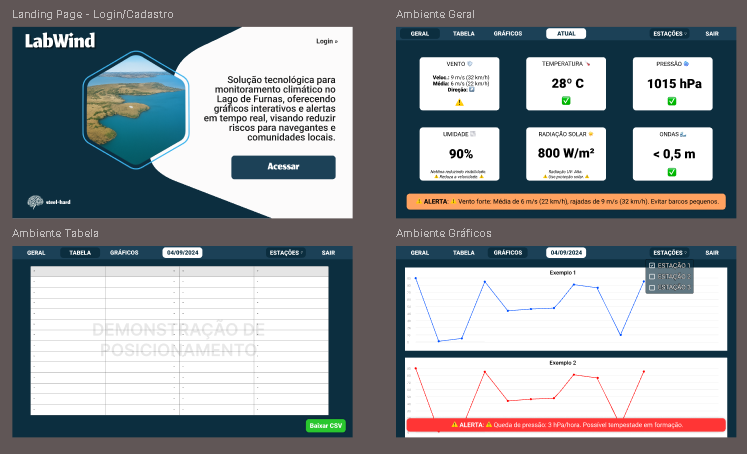 Landing Page - Login/Cadastro
LabWind
Login »
Solução tecnológica para
monitoramento climático no
Lago de Furnas, oferecendo
gráficos interativos e alertas
em tempo real, visando reduzir
riscos para navegantes e
comunidades locais.
Acessar
steel-hard
Ambiente Geral
GERAL TABELA GRÁFICOS ATUAL ESTAÇÕES SAIR
VENTO
Veloc.: 9 m/s (32 km/h)
Média: 6 m/s (22 km/h)
Direção:
TEMPERATURA
28º C
PRESSÃO
1015 hPa
UMIDADE
90%
Neblina reduzindo visibilidade.
Reduza a velocidade.
RADIAÇÃO SOLAR
800 W/m²
Radiação UV: Alta
Use proteção solar.
ONDAS
< 0,5 m
ALERTA: Vento forte: Média de 6 m/s (22 km/h), rajadas de 9 m/s (32 km/h). Evitar barcos pequenos.
Ambiente Tabela
GERAL TABELA GRÁFICOS 04/09/2024 ESTAÇÕES SAIR
DEMONSTRAÇÃO DE
POSICIONAMENTO
Baixar CSV
Ambiente Gráficos
GERAL TABELA GRÁFICOS 04/09/2024 ESTAÇÕES SAIR
ESTAÇÃO 1
ESTAÇÃO 2
ESTAÇÃO 3
Exemplo 1
Exemplo 2
ALERTA: Queda de pressão: 3 hPa/hora. Possível tempestade em formação.